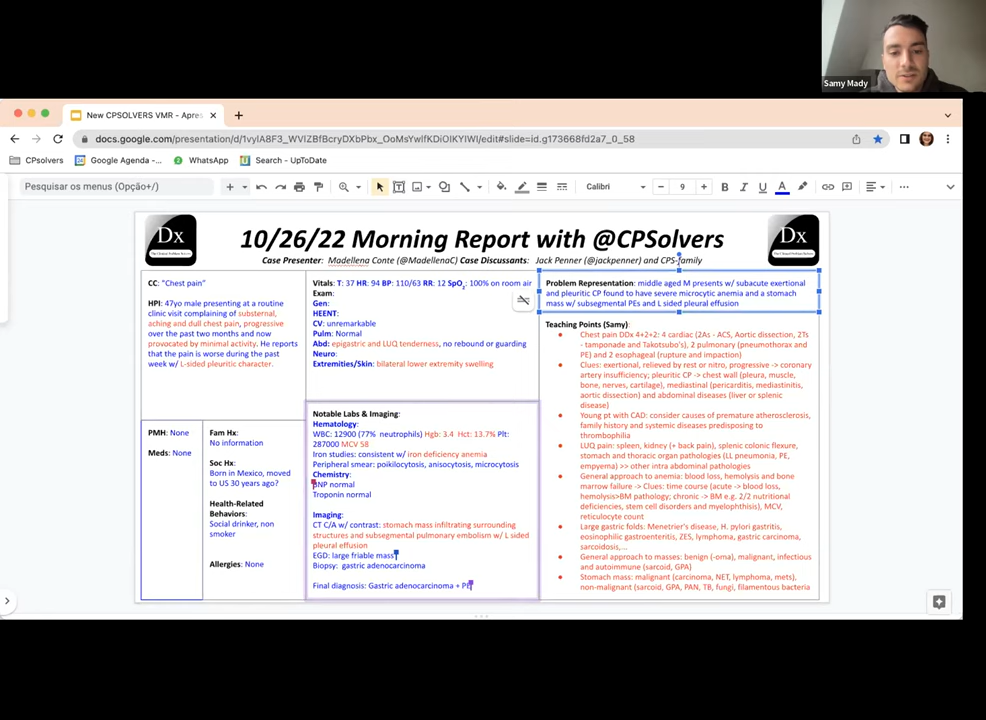 Samy Mady
New CPSOLVERS VMR - Apres
docs.google.com/presentation/d/1vyIA8F3_WVIZBfBcryDXbPbx_OoMsYwlfKDiOIKYIWI/edit#slide=id.g173668fd2a7_0_58
CPsolvers
Google Agenda -...
WhatsApp
Search - UpToDate
Pesquisar os menus (Opção+/)
Calibri
9
Dx
10/26/22 Morning Report with @CPSolvers
Case Presenter: Madellena Conte (@MadellenaC) Case Discussants: Jack Penner (@jackpenner) and CPS-family
Dx
CC: “Chest pain”
HPI: 47yo male presenting at a routine
clinic visit complaining of substernal,
aching and dull chest pain, progressive
over the past two months and now
provocated by minimal activity. He reports
that the pain is worse during the past
week w/ L-sided pleuritic character.
PMH: None
Meds: None
Fam Hx:
No information
Soc Hx:
Born in Mexico, moved
to US 30 years ago?
Health-Related
Behaviors:
Social drinker, non
smoker
Allergies: None
Vitals: T: 37 HR: 94 BP: 110/63 RR: 12 SpO2: 100% on room air
Exam:
Gen:
HEENT:
CV: unremarkable
Pulm: Normal
Abd: epigastric and LUQ tenderness, no rebound or guarding
Neuro:
Extremities/Skin: bilateral lower extremity swelling
Notable Labs & Imaging:
Hematology:
WBC: 12900 (77% neutrophils) Hgb: 3.4 Hct: 13.7% Plt:
287000 MCV 58
Iron studies: consistent w/ iron deficiency anemia
Peripheral smear: poikilocytosis, anisocytosis, microcytosis
Chemistry:
pNP normal
Troponin normal
Imaging:
CT C/A w/ contrast: stomach mass infiltrating surrounding
structures and subsegmental pulmonary embolism w/ L sided
pleural effusion
EGD: large friable mass
Biopsy: gastric adenocarcinoma
Final diagnosis: Gastric adenocarcinoma + PE
Problem Representation: middle aged M presents w/ subacute exertional
and pleuritic CP found to have severe microcytic anemia and a stomach
mass w/ subsegmental PEs and L sided pleural effusion
Teaching Points (Samy):
Chest pain DDx 4+2+2: 4 cardiac (2As - ACS, Aortic dissection, 2Ts
- tamponade and Takotsubo's), 2 pulmonary (pneumothorax and
PE) and 2 esophageal (rupture and impaction)
Clues: exertional, relieved by rest or nitro, progressive -> coronary
artery insufficiency; pleuritic CP -> chest wall (pleura, muscle,
bone, nerves, cartilage), mediastinal (pericarditis, mediastinitis,
aortic dissection) and abdominal diseases (liver or splenic
disease)
Young pt with CAD: consider causes of premature atherosclerosis,
family history and systemic diseases predisposing to
thrombophilia
LUQ pain: spleen, kidney (+ back pain), splenic colonic flexure,
stomach and thoracic organ pathologies (LL pneumonia, PE,
empyema) >> other intra abdominal pathologies
General approach to anemia: blood loss, hemolysis and bone
marrow failure -> Clues: time course (acute -> blood loss,
hemolysis>BM pathology; chronic -> BM e.g. 2/2 nutritional
deficiencies, stem cell disorders and myelophthisis), MCV,
reticulocyte count
Large gastric folds: Menetrier's disease, H. pylori gastritis,
eosinophilic gastroenteritis, ZES, lymphoma, gastric carcinoma,
sarcoidosis,...
General approach to masses: benign (-oma), malignant, infectious
and autoimmune (sarcoid, GPA)
Stomach mass: malignant (carcinoma, NET, lymphoma, mets),
non-malignant (sarcoid, GPA, PAN, TB, fungi, filamentous bacteria